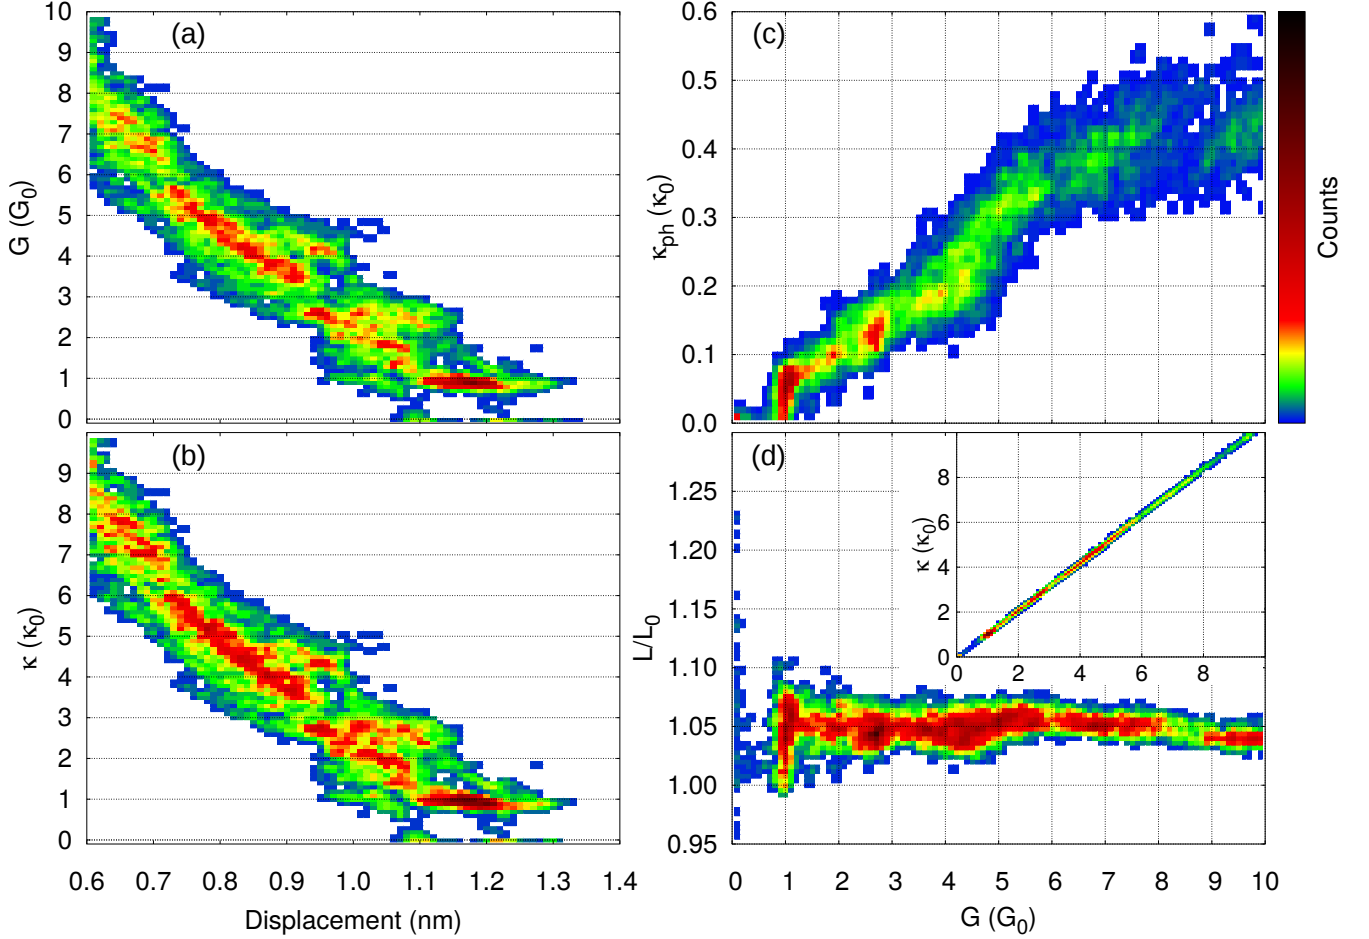 (a)
10
9
8
7
6
5
4
3
2
1
0
G (G0)
(b)
9
8
7
6
5
4
3
2
1
0
κ (κ0)
0.6 0.7 0.8 0.9 1.0 1.1 1.2 1.3 1.4
Displacement (nm)
(c)
0.6
0.5
0.4
0.3
0.2
0.1
0.0
κph (κ0)
Counts
(d)
1.25
1.20
1.15
1.10
1.05
1.00
0.95
L/L0
8
6
4
2
0
κ (κ0)
0 2 4 6 8
0 1 2 3 4 5 6 7 8 9 10
G (G0)